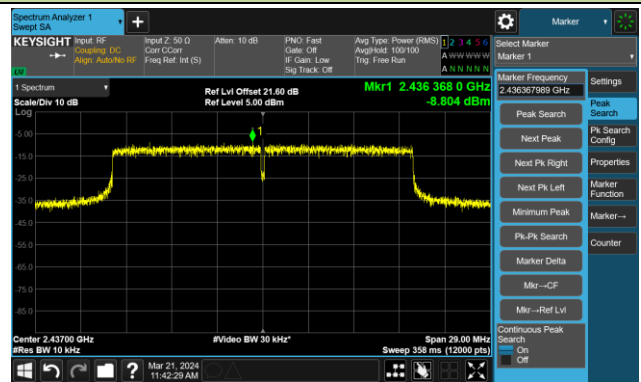 Spectrum Analyzer 1
Swept SA
Marker
KEYSIGHT
Input: RF
Coupling: DC
Align: Auto/No RF
Input Z: 50 Ω
Corr CCorr
Freq Ref: Int (S)
Atten: 10 dB
PNO: Fast
Gate: Off
IF Gain: Low
Sig Track: Off
Avg Type: Power (RMS)
Avg|Hold: 100/100
Trig: Free Run
1 2 3 4 5 6
A W W W W W
A N N N N N
Select Marker
Marker 1
1 Spectrum
Scale/Div 10 dB
Log
Ref Lvl Offset 21.60 dB
Ref Level 5.00 dBm
Mkr1 2.436 368 0 GHz
-8.804 dBm
1
-5.00
-15.0
-25.0
-35.0
-45.0
-55.0
-65.0
-75.0
-85.0
Center 2.43700 GHz
#Res BW 10 kHz
#Video BW 30 kHz*
Span 29.00 MHz
Sweep 358 ms (12000 pts)
Marker Frequency
2.436367989 GHz
Peak Search
Next Peak
Next Pk Right
Next Pk Left
Minimum Peak
Pk-Pk Search
Marker Delta
Mkr→CF
Mkr→Ref Lvl
Continuous Peak
Search
On
Off
Settings
Peak
Search
Pk Search
Config
Properties
Marker
Function
Marker→
Counter
Mar 21, 2024
11:42:29 AM